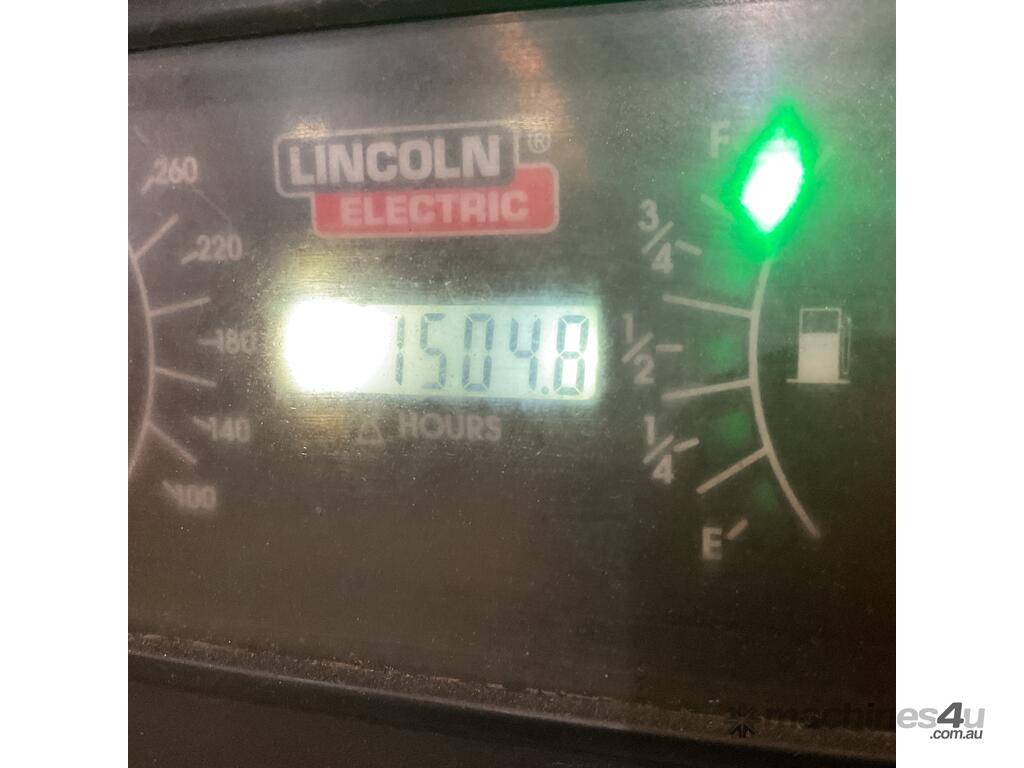 260
220
180
140
100
LINCOLN ®
ELECTRIC
1504.8
HOURS
F
3/4
1/2
1/4
E
machines4u
.com.au